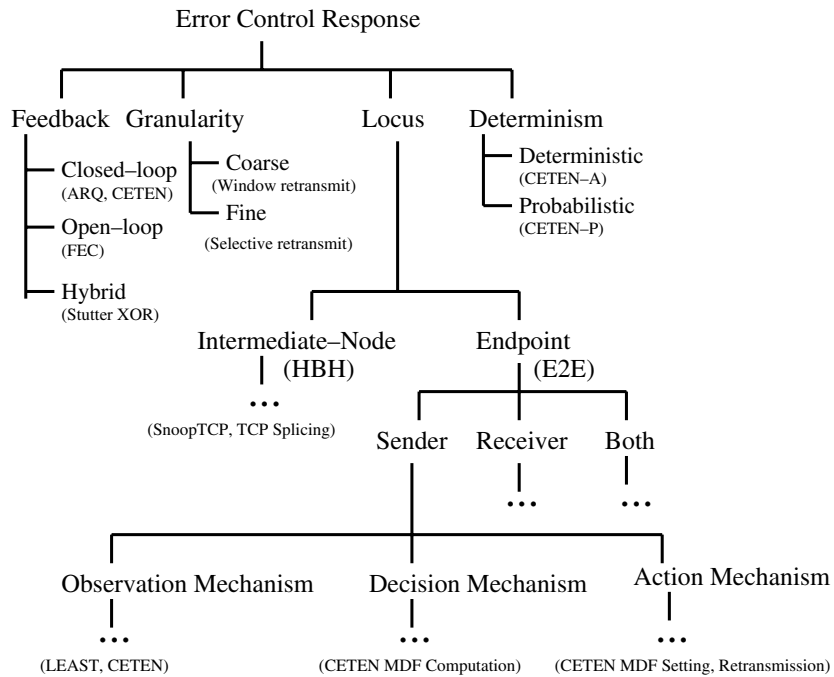 Error Control Response
Feedback Granularity Locus Determinism
Closed–loop
(ARQ, CETEN)
Open–loop
(FEC)
Hybrid
(Stutter XOR)
Coarse
(Window retransmit)
Fine
(Selective retransmit)
Deterministic
(CETEN–A)
Probabilistic
(CETEN–P)
Intermediate–Node
(HBH)
...
(SnoopTCP, TCP Splicing)
Endpoint
(E2E)
Sender Receiver Both
... ...
Observation Mechanism Decision Mechanism Action Mechanism
... ... ...
(LEAST, CETEN) (CETEN MDF Computation) (CETEN MDF Setting, Retransmission)